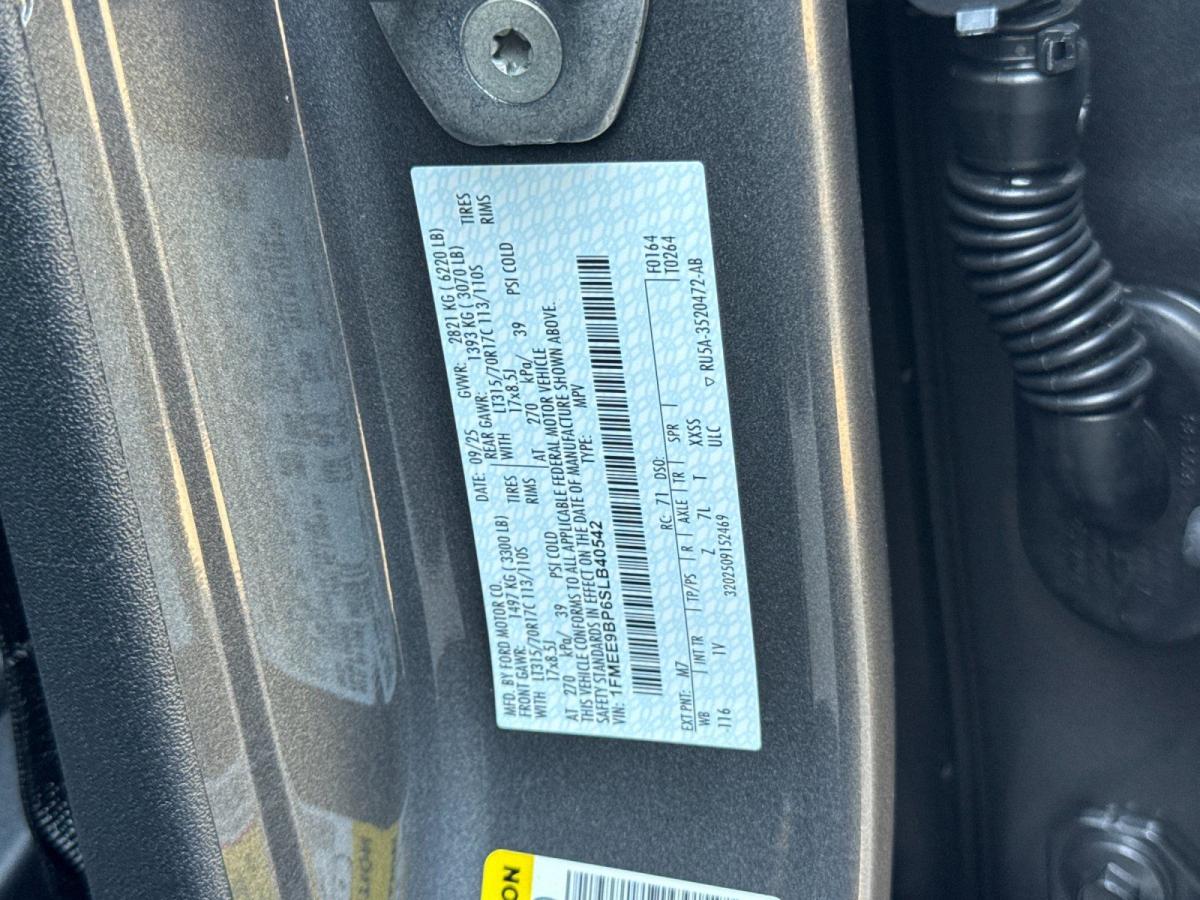 MFD. BY FORD MOTOR CO.
DATE: 09/25 GVWR: 2821 KG ( 6220 LB)
FRONT GAWR: 1497 KG ( 3300 LB) REAR GAWR: 1393 KG ( 3070 LB)
WITH LT315/70R17C 113/110S TIRES WITH LT315/70R17C 113/110S TIRES
17x8.5J RIMS 17x8.5J RIMS
AT 270 kPa/ 39 PSI COLD AT 270 kPa/ 39 PSI COLD
THIS VEHICLE CONFORMS TO ALL APPLICABLE FEDERAL MOTOR VEHICLE
SAFETY STANDARDS IN EFFECT ON THE DATE OF MANUFACTURE SHOWN ABOVE.
VIN: 1FMEE9BP6SLB40542 TYPE: MPV
EXT PNT: M7 RC: 71 DSO: F0164
WB INT TR TP/PS R AXLE TR SPR T0264
J16 1V Z 7L T XXSS
3202509152469 ULC ▽ RU5A-3520472-AB